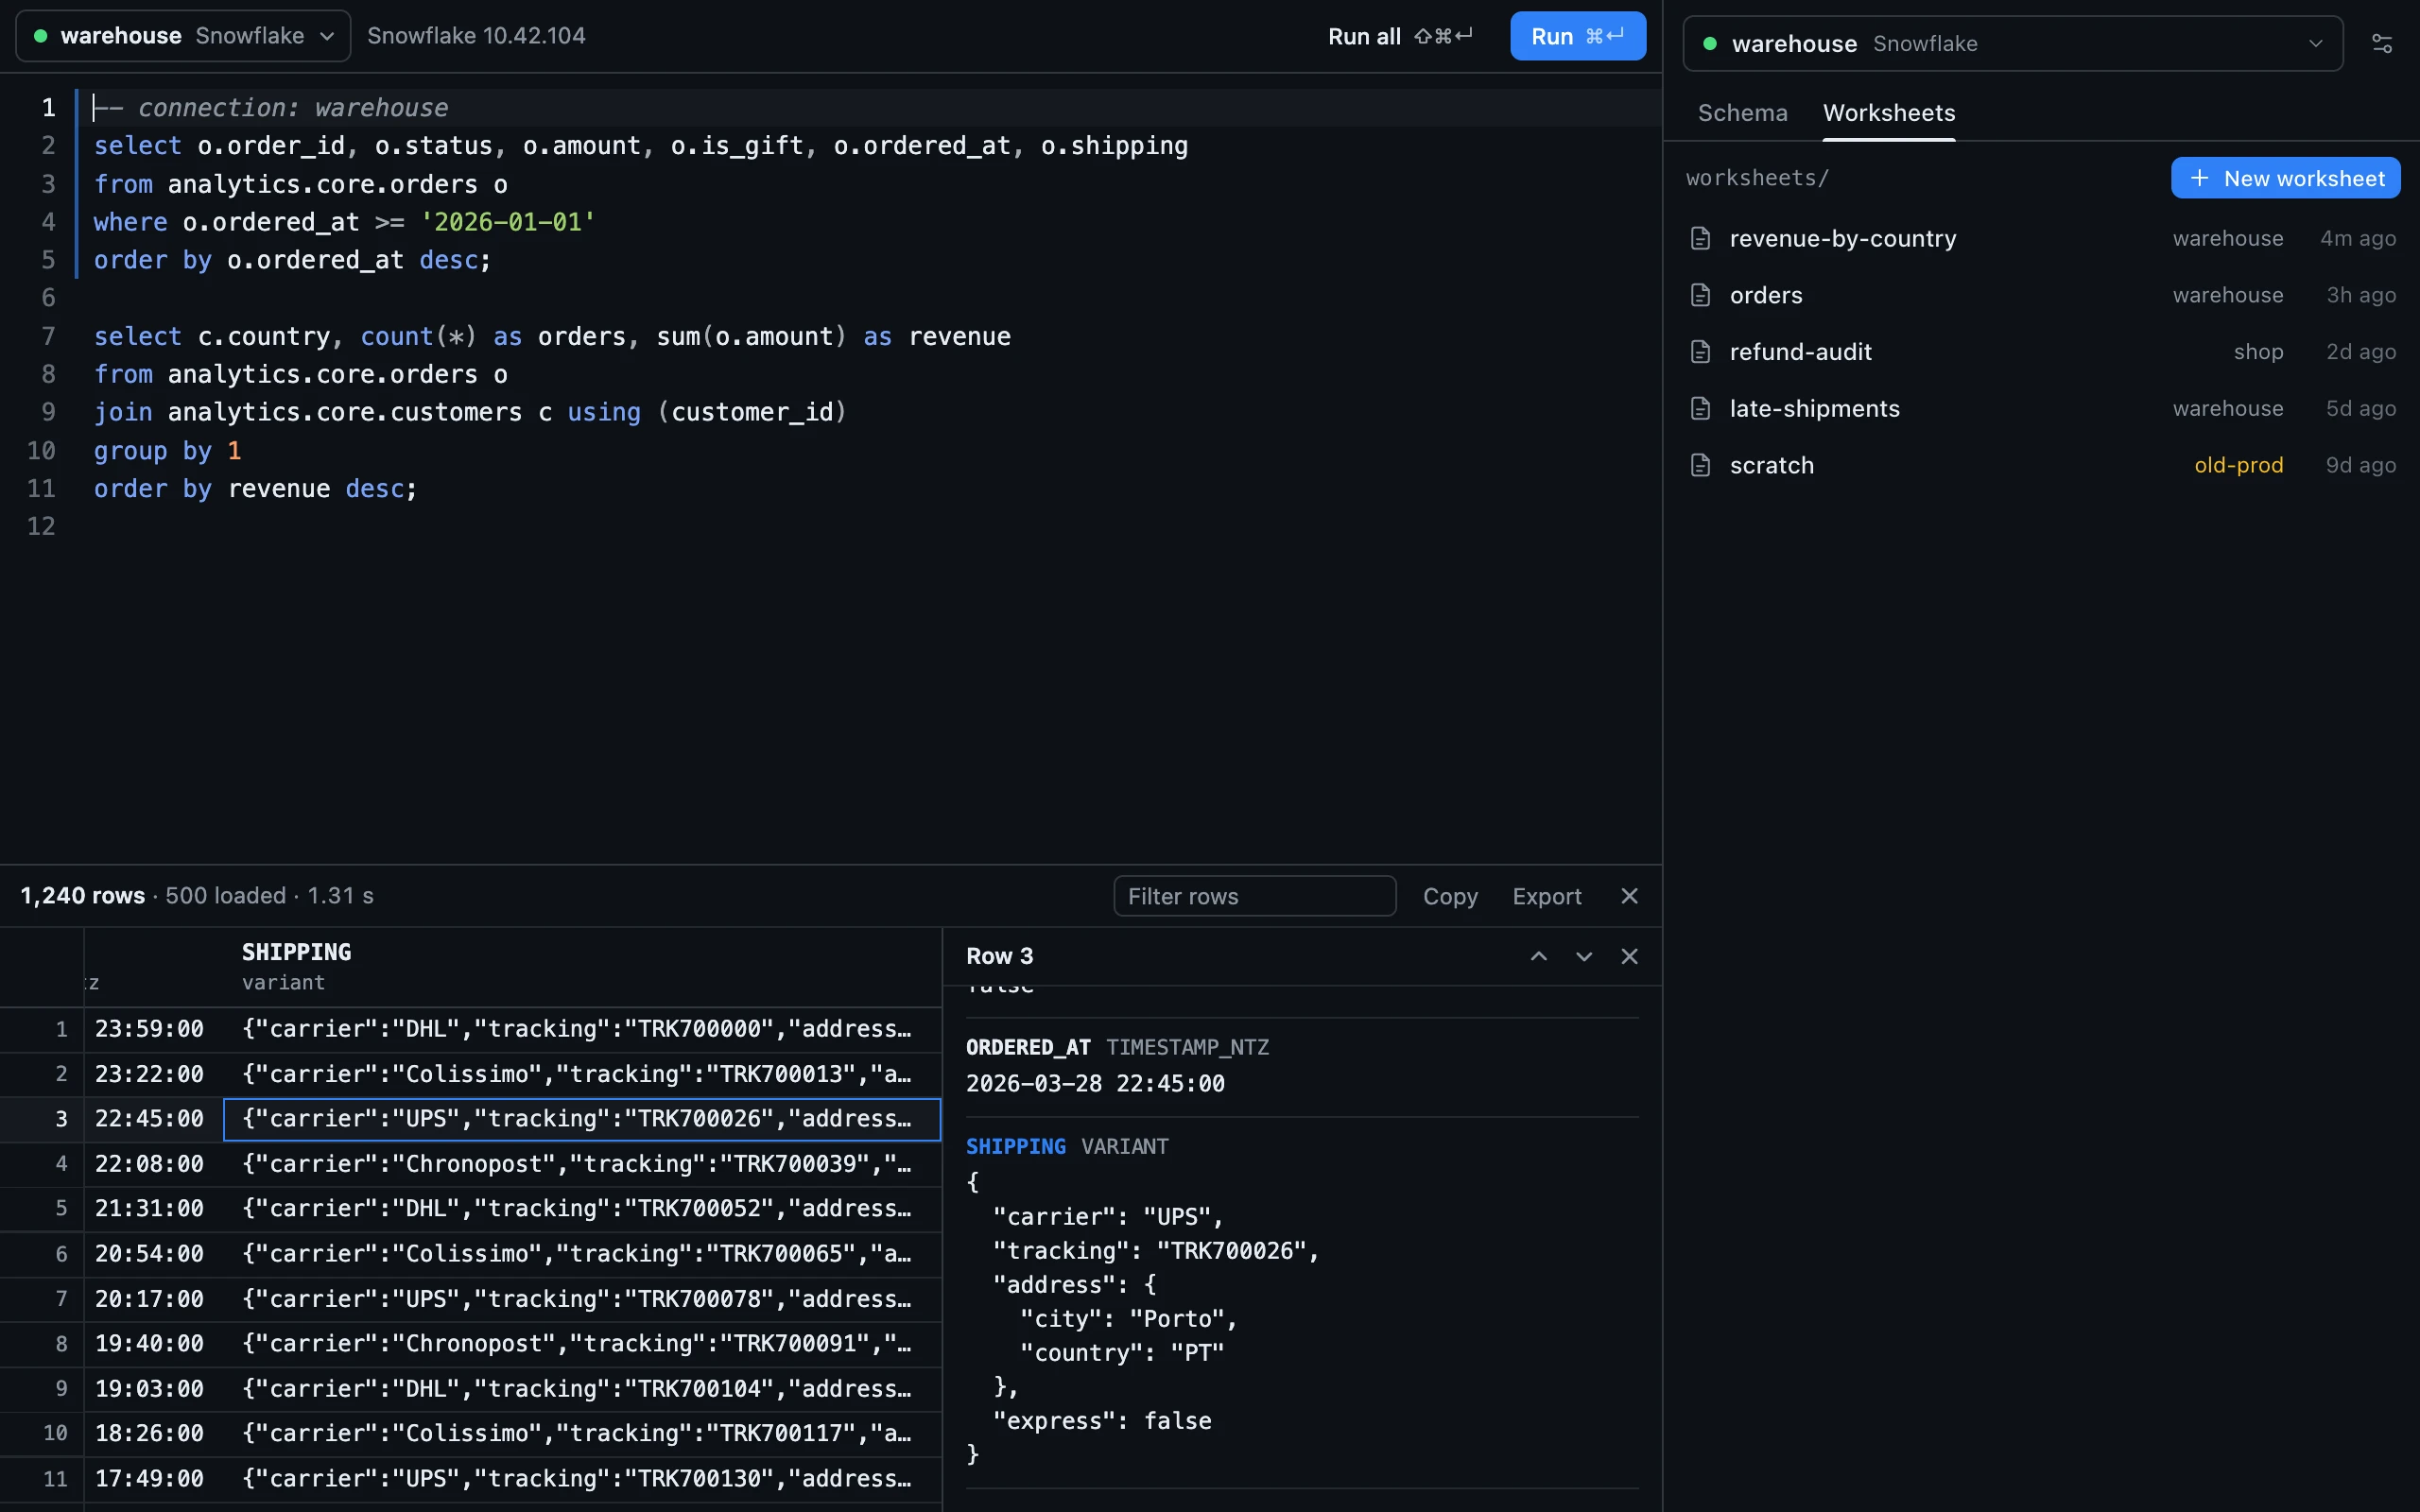 warehouse Snowflake Snowflake 10.42.104 Run all ⇧⌘↵ Run ⌘↵
1 -- connection: warehouse
2 select o.order_id, o.status, o.amount, o.is_gift, o.ordered_at, o.shipping
3 from analytics.core.orders o
4 where o.ordered_at >= '2026-01-01'
5 order by o.ordered_at desc;
6
7 select c.country, count(*) as orders, sum(o.amount) as revenue
8 from analytics.core.orders o
9 join analytics.core.customers c using (customer_id)
10 group by 1
11 order by revenue desc;
12
1,240 rows · 500 loaded · 1.31 s Filter rows Copy Export
SHIPPING
z variant
1 23:59:00 {"carrier":"DHL","tracking":"TRK700000","address…
2 23:22:00 {"carrier":"Colissimo","tracking":"TRK700013","a…
3 22:45:00 {"carrier":"UPS","tracking":"TRK700026","address…
4 22:08:00 {"carrier":"Chronopost","tracking":"TRK700039","…
5 21:31:00 {"carrier":"DHL","tracking":"TRK700052","address…
6 20:54:00 {"carrier":"Colissimo","tracking":"TRK700065","a…
7 20:17:00 {"carrier":"UPS","tracking":"TRK700078","address…
8 19:40:00 {"carrier":"Chronopost","tracking":"TRK700091","…
9 19:03:00 {"carrier":"DHL","tracking":"TRK700104","address…
10 18:26:00 {"carrier":"Colissimo","tracking":"TRK700117","a…
11 17:49:00 {"carrier":"UPS","tracking":"TRK700130","address…
Row 3
false
ORDERED_AT TIMESTAMP_NTZ
2026-03-28 22:45:00
SHIPPING VARIANT
{
"carrier": "UPS",
"tracking": "TRK700026",
"address": {
"city": "Porto",
"country": "PT"
},
"express": false
}
warehouse Snowflake
Schema Worksheets
worksheets/ + New worksheet
revenue-by-country warehouse 4m ago
orders warehouse 3h ago
refund-audit shop 2d ago
late-shipments warehouse 5d ago
scratch old-prod 9d ago